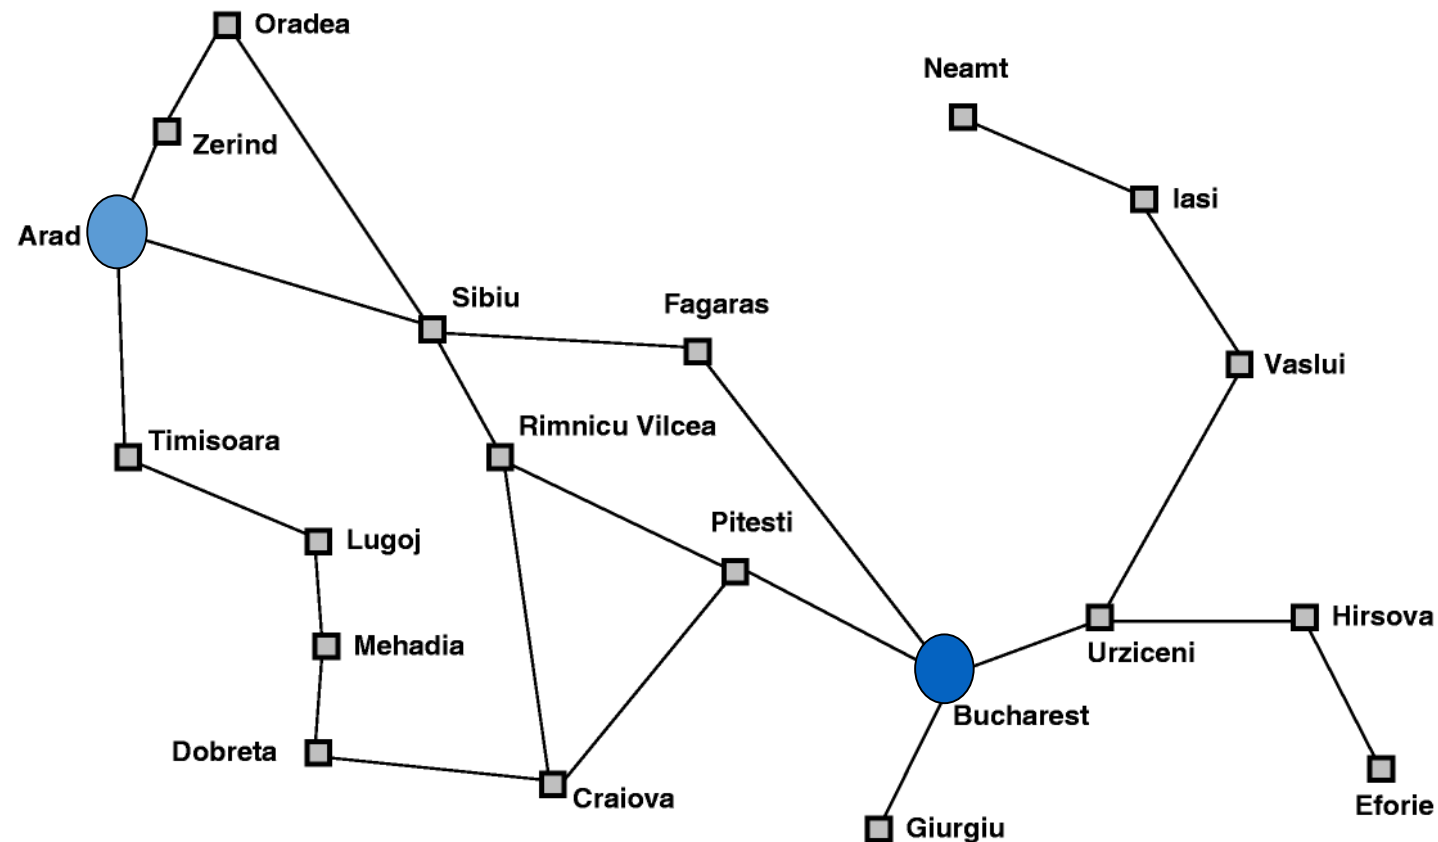 Oradea
Neamt
Zerind
Iasi
Arad
Sibiu
Fagaras
Vaslui
Rimnicu Vilcea
Timisoara
Pitesti
Lugoj
Hirsova
Mehadia
Urziceni
Bucharest
Dobreta
Craiova
Eforie
Giurgiu